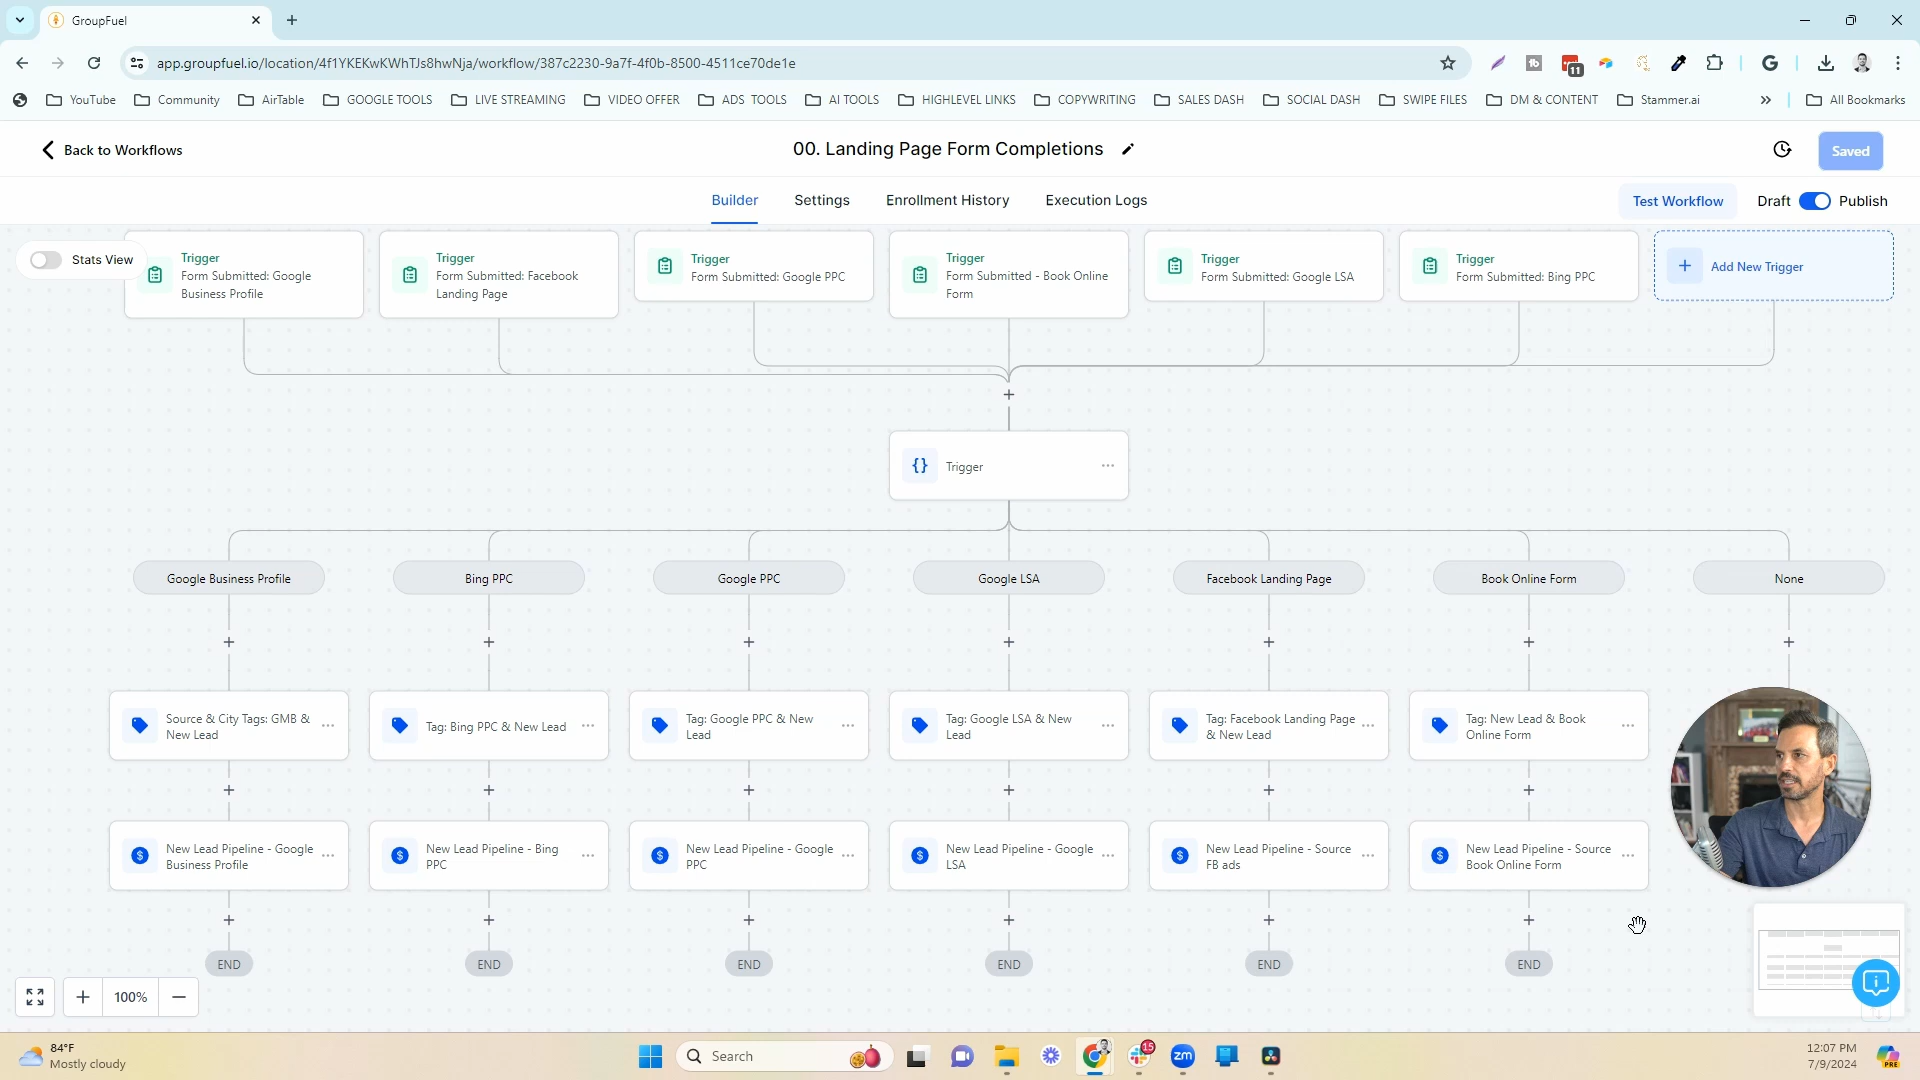 GroupFuel
app.groupfuel.io/location/4f1YKEKwKWhTJs8hwNja/workflow/387c2230-9a7f-4f0b-8500-4511ce70de1e
11
YouTube
Community
AirTable
GOOGLE TOOLS
LIVE STREAMING
VIDEO OFFER
ADS TOOLS
AI TOOLS
HIGHLEVEL LINKS
COPYWRITING
SALES DASH
SOCIAL DASH
SWIPE FILES
DM & CONTENT
Stammer.ai
All Bookmarks
Back to Workflows
00. Landing Page Form Completions
Saved
Builder
Settings
Enrollment History
Execution Logs
Test Workflow
Draft
Publish
Stats View
Trigger
Form Submitted: Google
Business Profile
Trigger
Form Submitted: Facebook
Landing Page
Trigger
Form Submitted: Google PPC
Trigger
Form Submitted - Book Online
Form
Trigger
Form Submitted: Google LSA
Trigger
Form Submitted: Bing PPC
Add New Trigger
Trigger
Google Business Profile
Bing PPC
Google PPC
Google LSA
Facebook Landing Page
Book Online Form
None
Source & City Tags: GMB &
New Lead
Tag: Bing PPC & New Lead
Tag: Google PPC & New
Lead
Tag: Google LSA & New
Lead
Tag: Facebook Landing Page
& New Lead
Tag: New Lead & Book
Online Form
New Lead Pipeline - Google
Business Profile
New Lead Pipeline - Bing
PPC
New Lead Pipeline - Google
PPC
New Lead Pipeline - Google
LSA
New Lead Pipeline - Source
FB ads
New Lead Pipeline - Source
Book Online Form
END
END
END
END
END
END
100%
84°F
Mostly cloudy
Search
15
zm
12:07 PM
7/9/2024
PRE